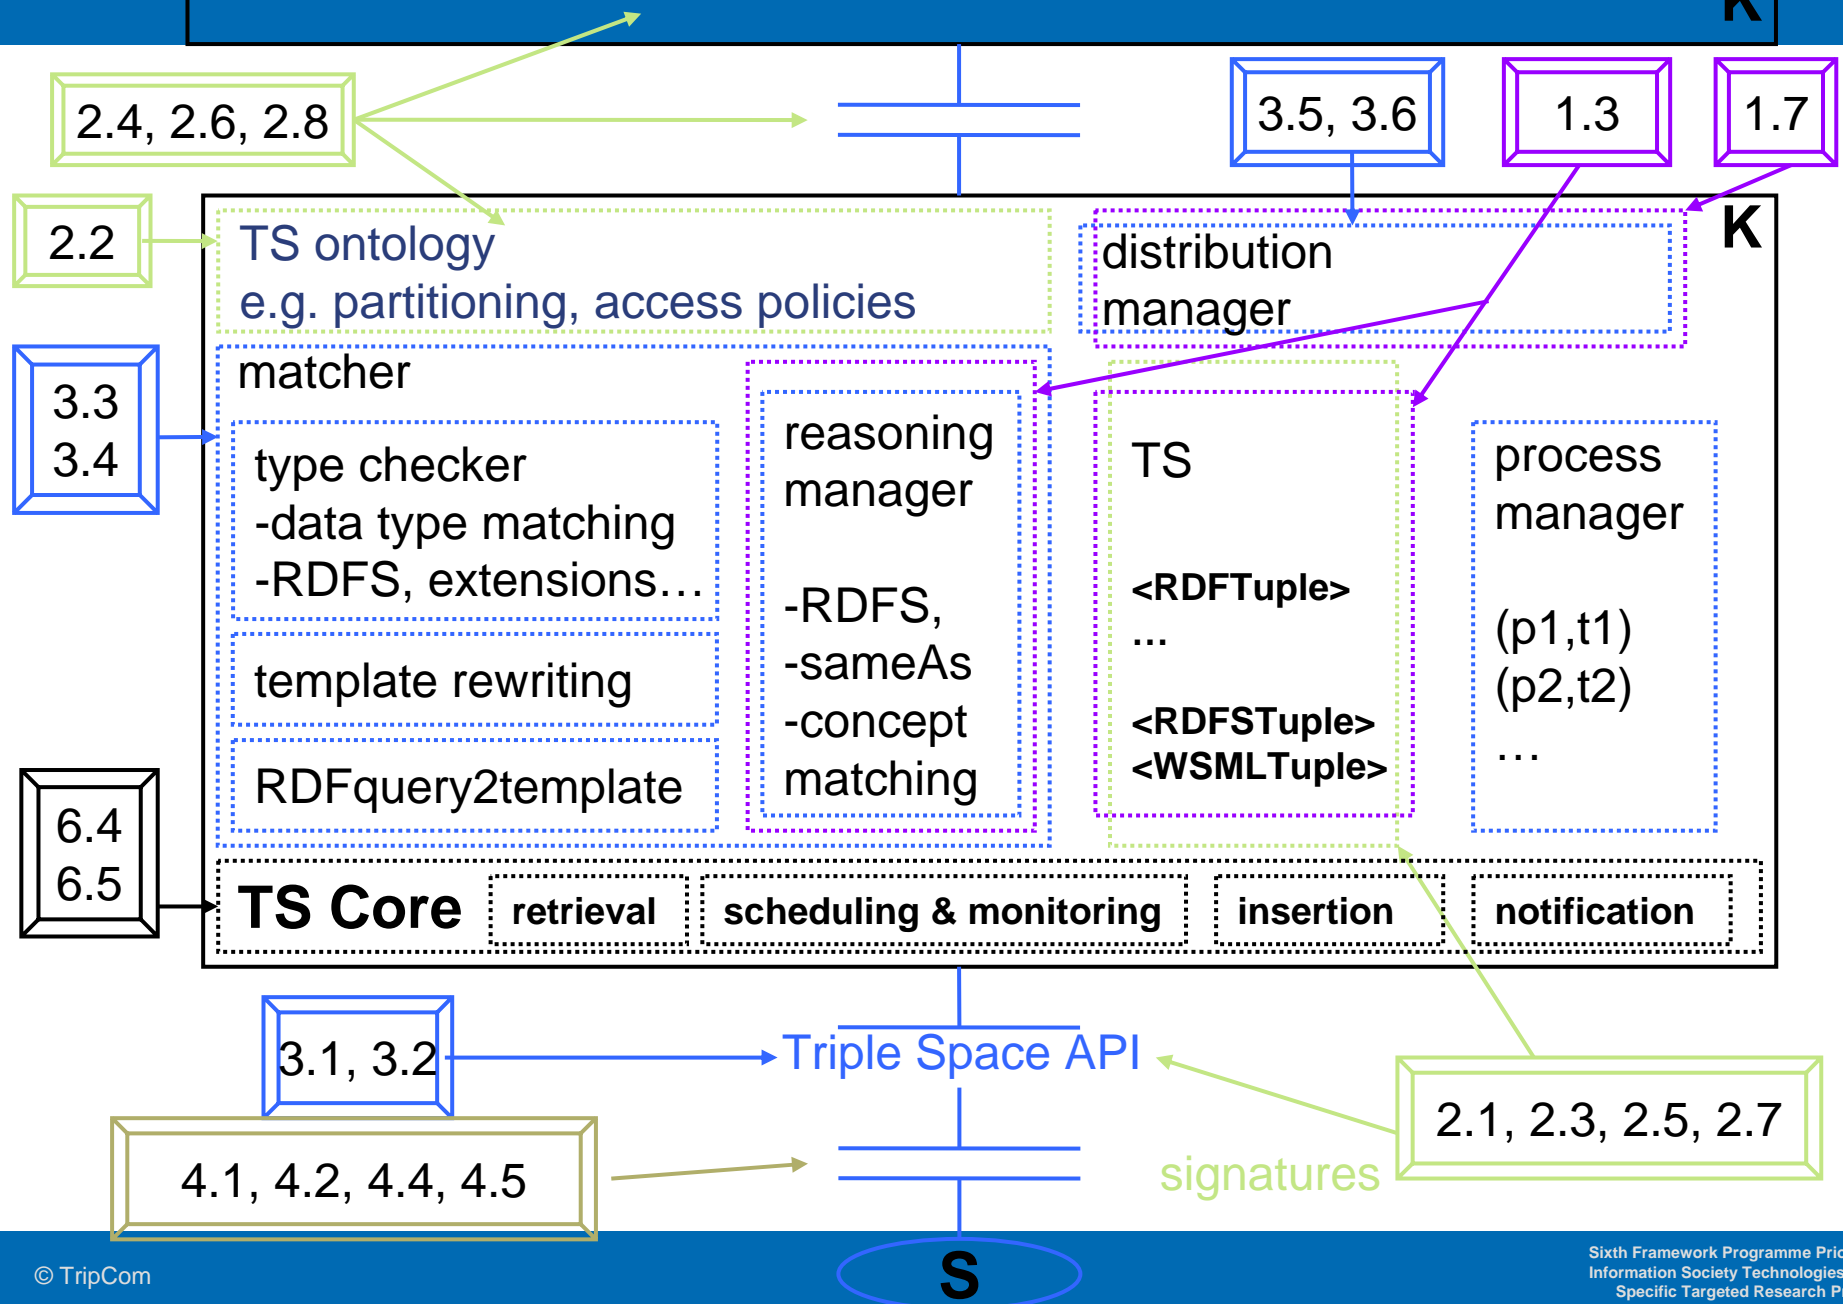 K
2.4, 2.6, 2.8
3.5, 3.6
1.3
1.7
2.2
TS ontology
e.g. partitioning, access policies
distribution
manager
K
3.3
3.4
matcher
type checker
-data type matching
-RDFS, extensions…
template rewriting
RDFquery2template
reasoning
manager
-RDFS,
-sameAs
-concept
matching
TS
<RDFTuple>
...
<RDFSTuple>
<WSMLTuple>
process
manager
(p1,t1)
(p2,t2)
…
6.4
6.5
TS Core
retrieval
scheduling & monitoring
insertion
notification
3.1, 3.2
Triple Space API
2.1, 2.3, 2.5, 2.7
4.1, 4.2, 4.4, 4.5
signatures
S
© TripCom
Sixth Framework Programme
Information Society Technologies
Specific Targeted Research